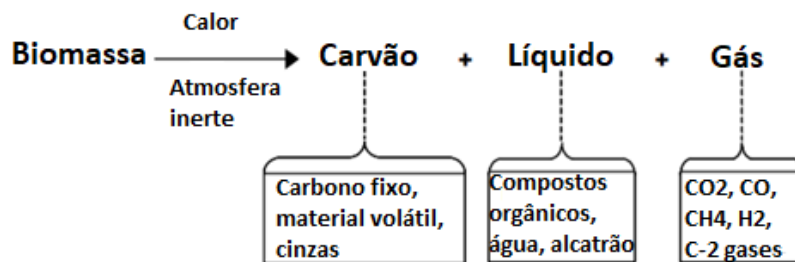 Calor
Biomassa Carvão + Líquido + Gás
Atmosfera
inerte
Carbono fixo,
material volátil,
cinzas
Compostos
orgânicos,
água, alcatrão
CO2, CO,
CH4, H2,
C-2 gases